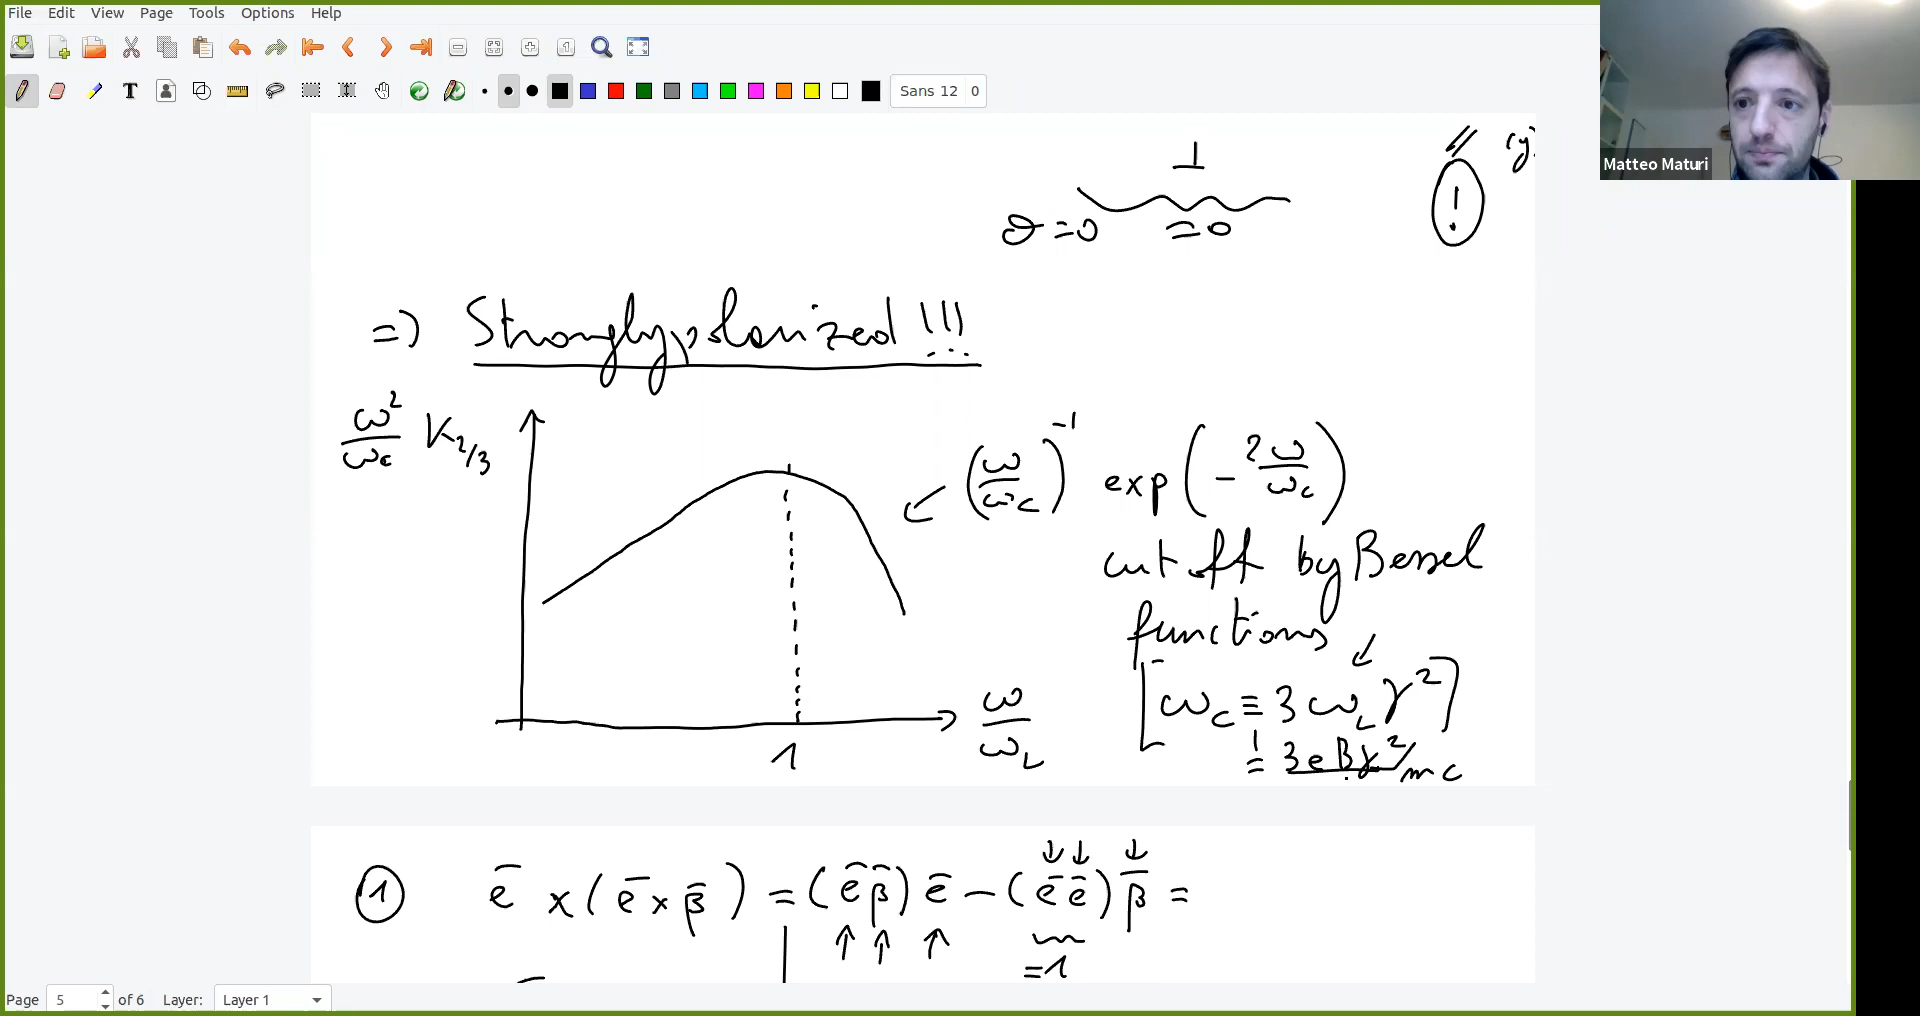 File Edit View Page Tools Options Help
Sans 12 0
Matteo Maturi
⊥
ϑ = 0 = 0
!
(y)
=> Strongly polarized !!!
ω²/ωc K₂/₃
(ω/ωc)⁻¹ exp(- 2ω/ωc)
cut off by Bessel
functions
[ωc ≡ 3 ω_L γ²]
= 3eBγ²/mc
ω/ω_L
1
① ē x (ē x β̄) = (ē β̄) ē - (ē ē) β̄ =
=1
Page 5 of 6 Layer: Layer 1